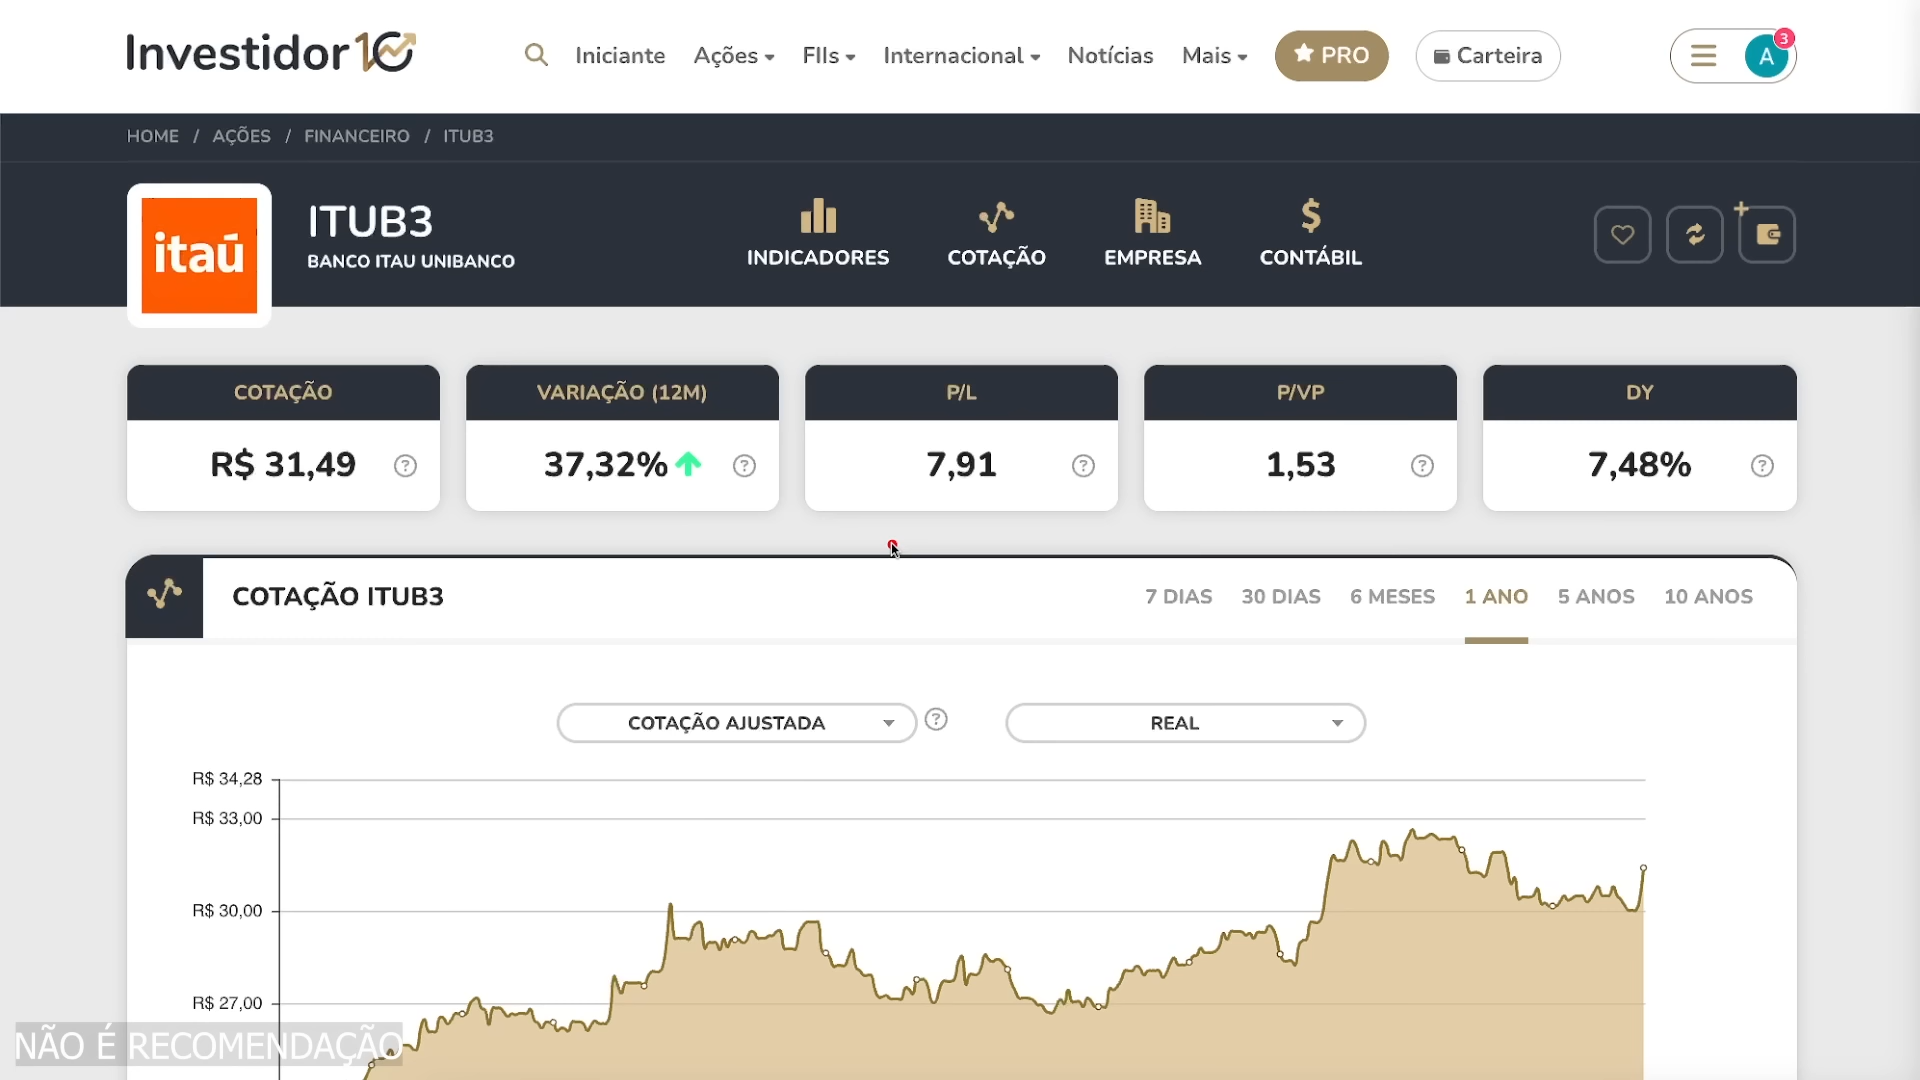 Investidor10
Iniciante Ações FIIs Internacional Notícias Mais PRO Carteira A 3
HOME / AÇÕES / FINANCEIRO / ITUB3
itaú
ITUB3
BANCO ITAU UNIBANCO
INDICADORES COTAÇÃO EMPRESA CONTÁBIL
COTAÇÃO VARIAÇÃO (12M) P/L P/VP DY
R$ 31,49 ? 37,32% ? 7,91 ? 1,53 ? 7,48% ?
COTAÇÃO ITUB3 7 DIAS 30 DIAS 6 MESES 1 ANO 5 ANOS 10 ANOS
COTAÇÃO AJUSTADA ? REAL
R$ 34,28
R$ 33,00
R$ 30,00
R$ 27,00
NÃO É RECOMENDAÇÃO